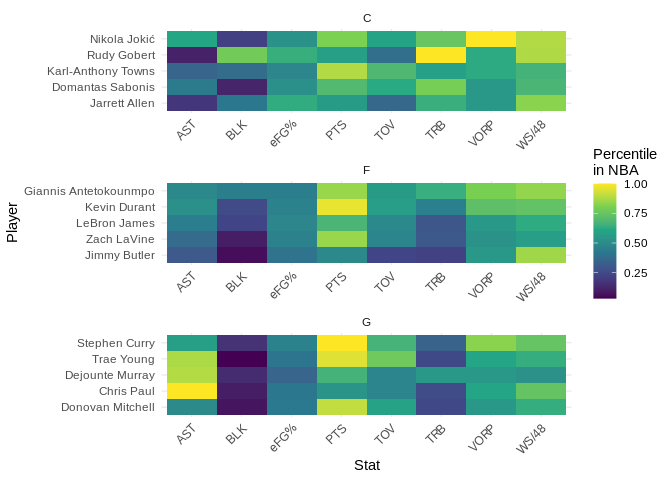 C
Nikola Jokić
Rudy Gobert
Karl-Anthony Towns
Domantas Sabonis
Jarrett Allen
AST BLK eFG% PTS TOV TRB VORP WS/48
F
Giannis Antetokounmpo
Kevin Durant
LeBron James
Zach LaVine
Jimmy Butler
AST BLK eFG% PTS TOV TRB VORP WS/48
G
Stephen Curry
Trae Young
Dejounte Murray
Chris Paul
Donovan Mitchell
AST BLK eFG% PTS TOV TRB VORP WS/48
Player
Stat
Percentile
in NBA
1.00
0.75
0.50
0.25